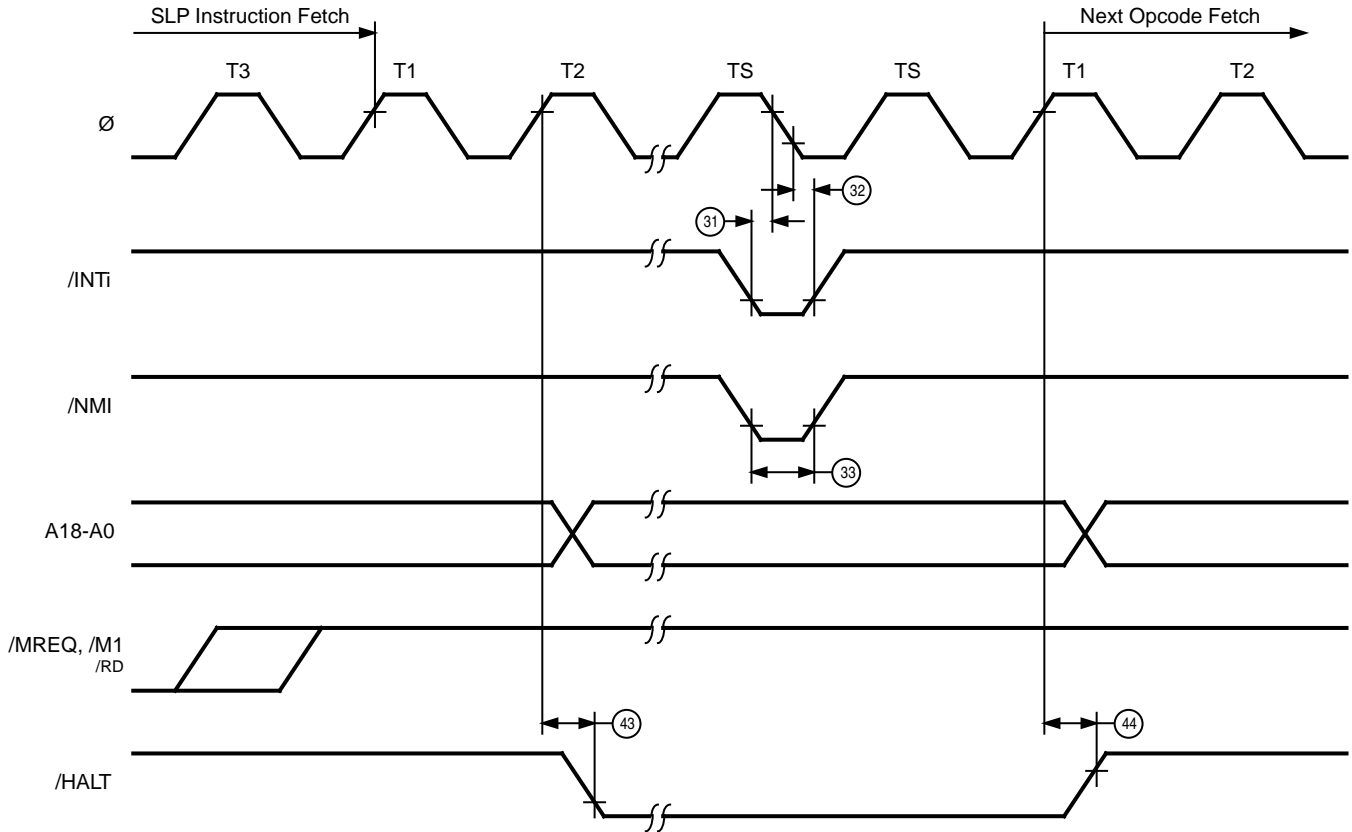 SLP Instruction Fetch
Next Opcode Fetch
T3 T1 T2 TS TS T1 T2
Ø
32
31
/INTi
/NMI
33
A18-A0
/MREQ, /M1
/RD
43
44
/HALT